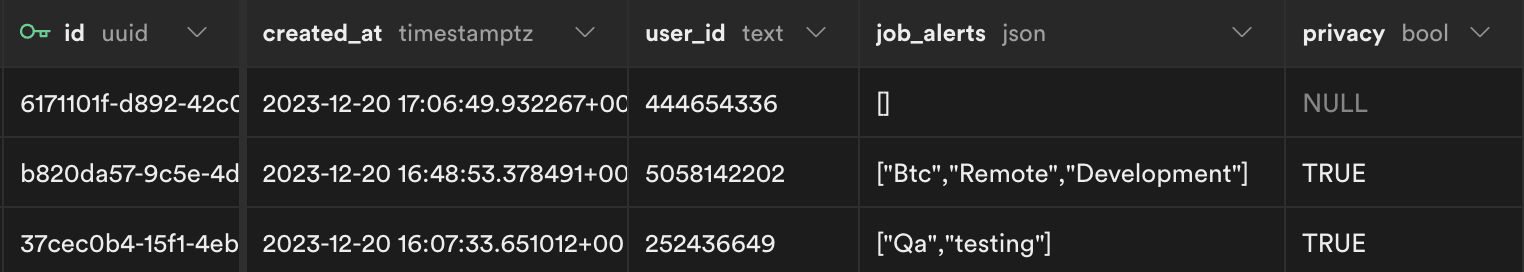 id uuid created_at timestamptz user_id text job_alerts json privacy bool
6171101f-d892-42c0 2023-12-20 17:06:49.932267+00 444654336 [] NULL
b820da57-9c5e-4d 2023-12-20 16:48:53.378491+00 5058142202 ["Btc","Remote","Development"] TRUE
37cec0b4-15f1-4eb 2023-12-20 16:07:33.651012+00 252436649 ["Qa","testing"] TRUE